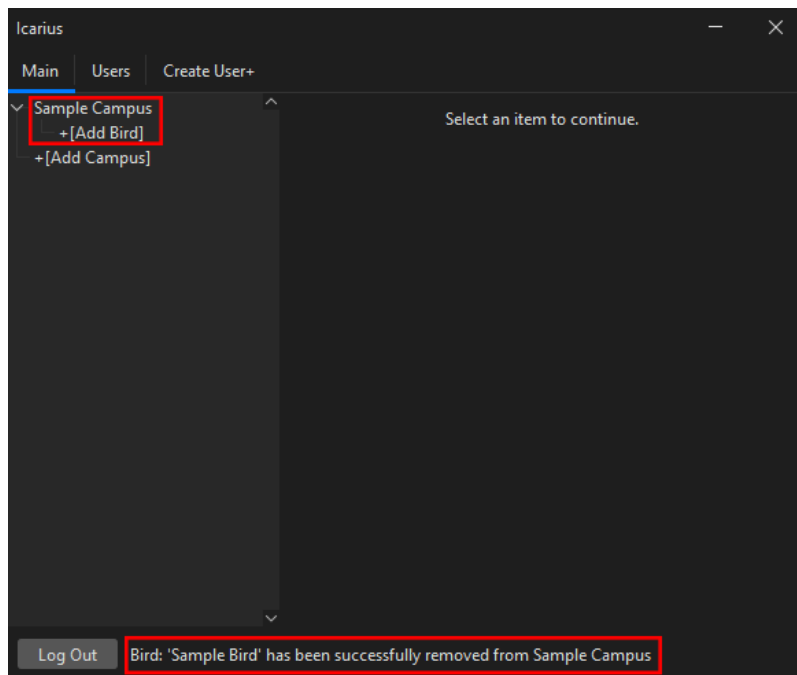 Icarius
Main Users Create User+
Sample Campus
+[Add Bird]
+[Add Campus]
Select an item to continue.
Log Out Bird: 'Sample Bird' has been successfully removed from Sample Campus